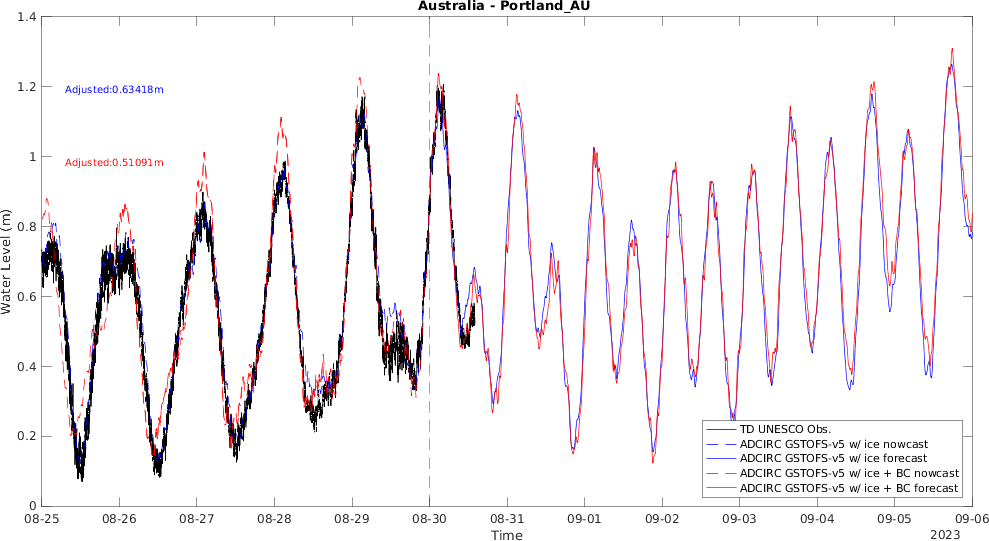 Australia - Portland_AU
1.4
1.2
1
0.8
0.6
0.4
0.2
0
Water Level (m)
Adjusted:0.63418m
Adjusted:0.51091m
TD UNESCO Obs.
ADCIRC GSTOFS-v5 w/ ice nowcast
ADCIRC GSTOFS-v5 w/ ice forecast
ADCIRC GSTOFS-v5 w/ ice + BC nowcast
ADCIRC GSTOFS-v5 w/ ice + BC forecast
08-25 08-26 08-27 08-28 08-29 08-30 08-31 09-01 09-02 09-03 09-04 09-05 09-06
Time
2023